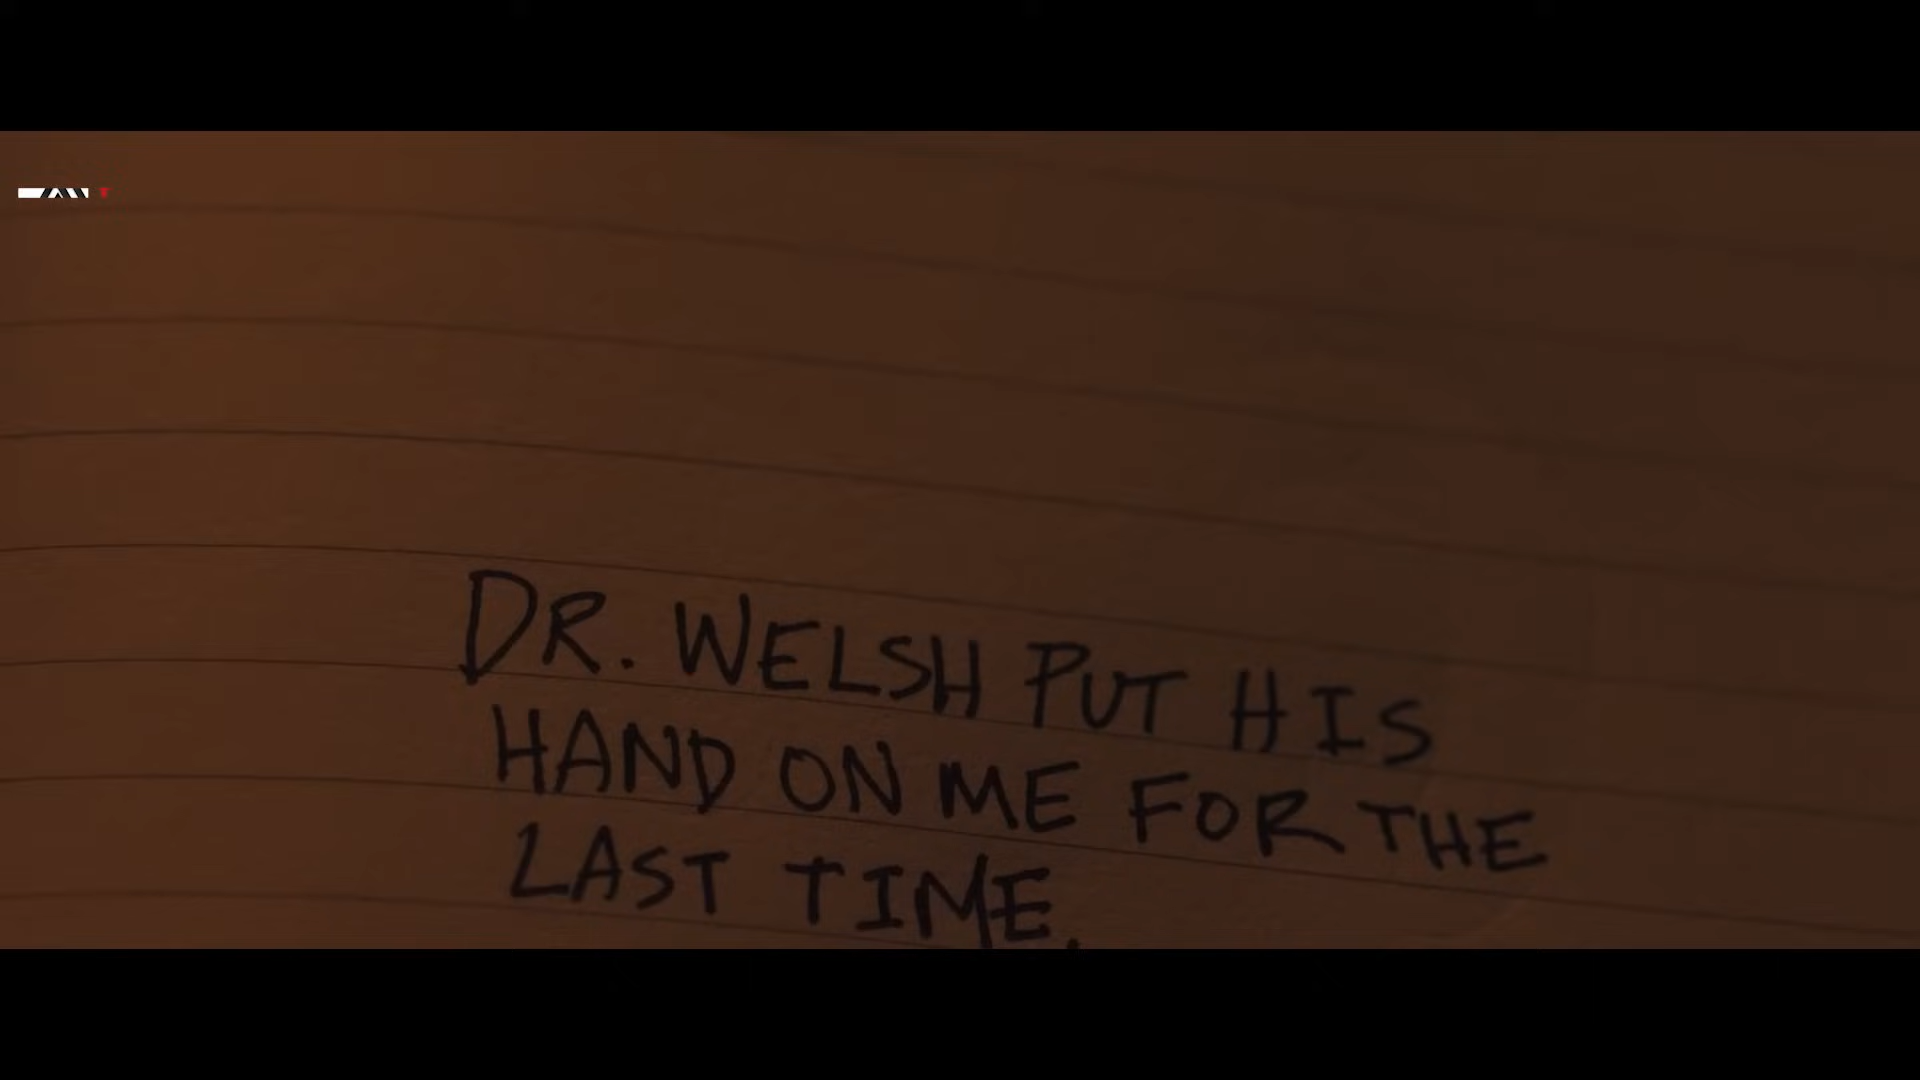 DR. WELSH PUT HIS
HAND ON ME FOR THE
LAST TIME.